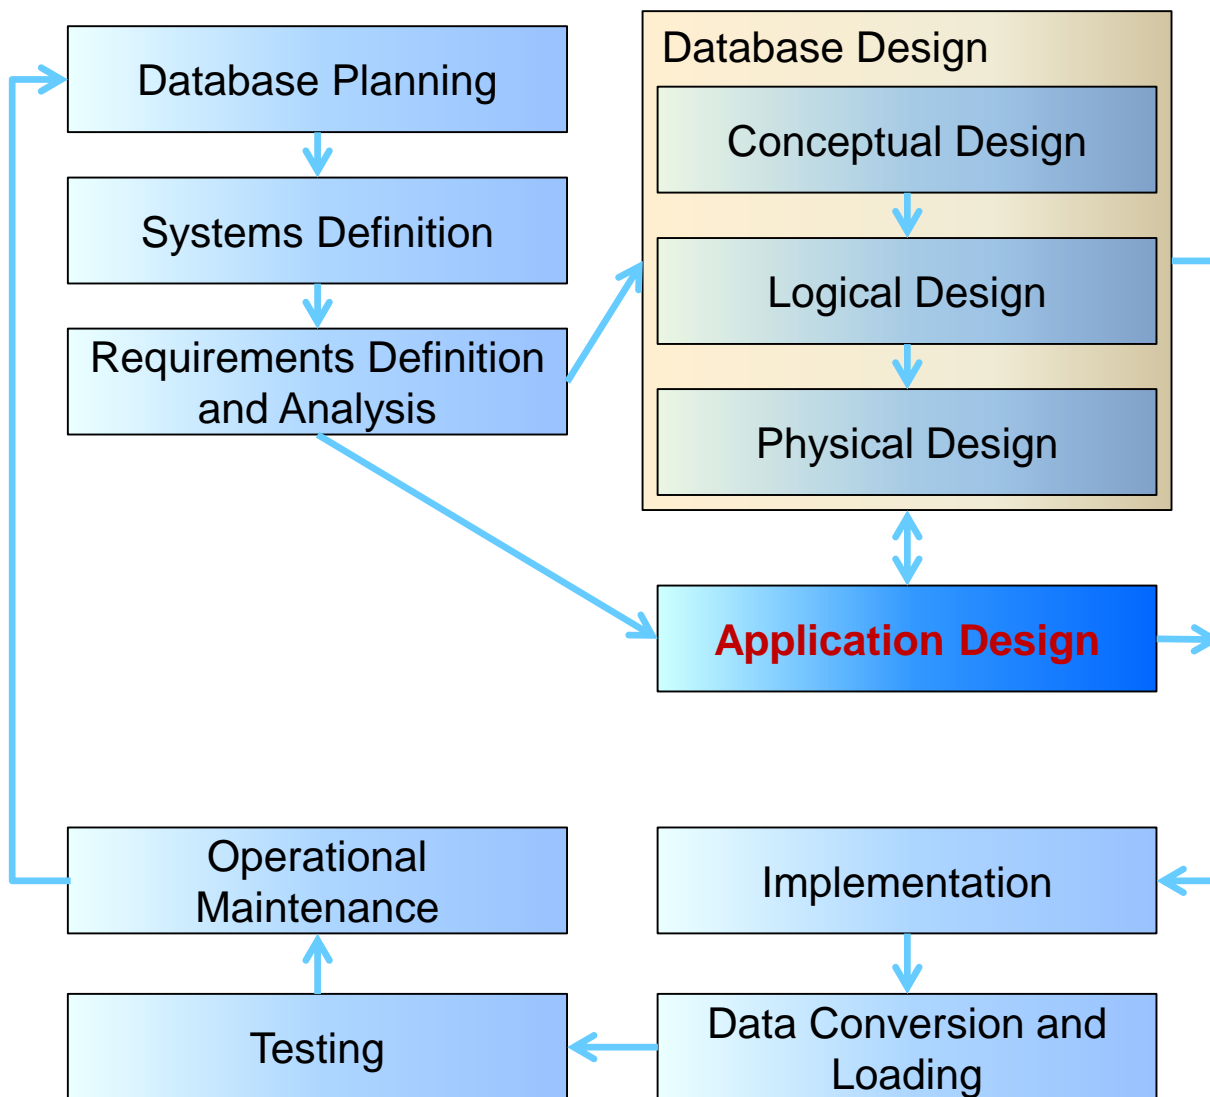 Database Planning
Systems Definition
Requirements Definition
and Analysis
Database Design
Conceptual Design
Logical Design
Physical Design
Application Design
Operational
Maintenance
Implementation
Testing
Data Conversion and
Loading